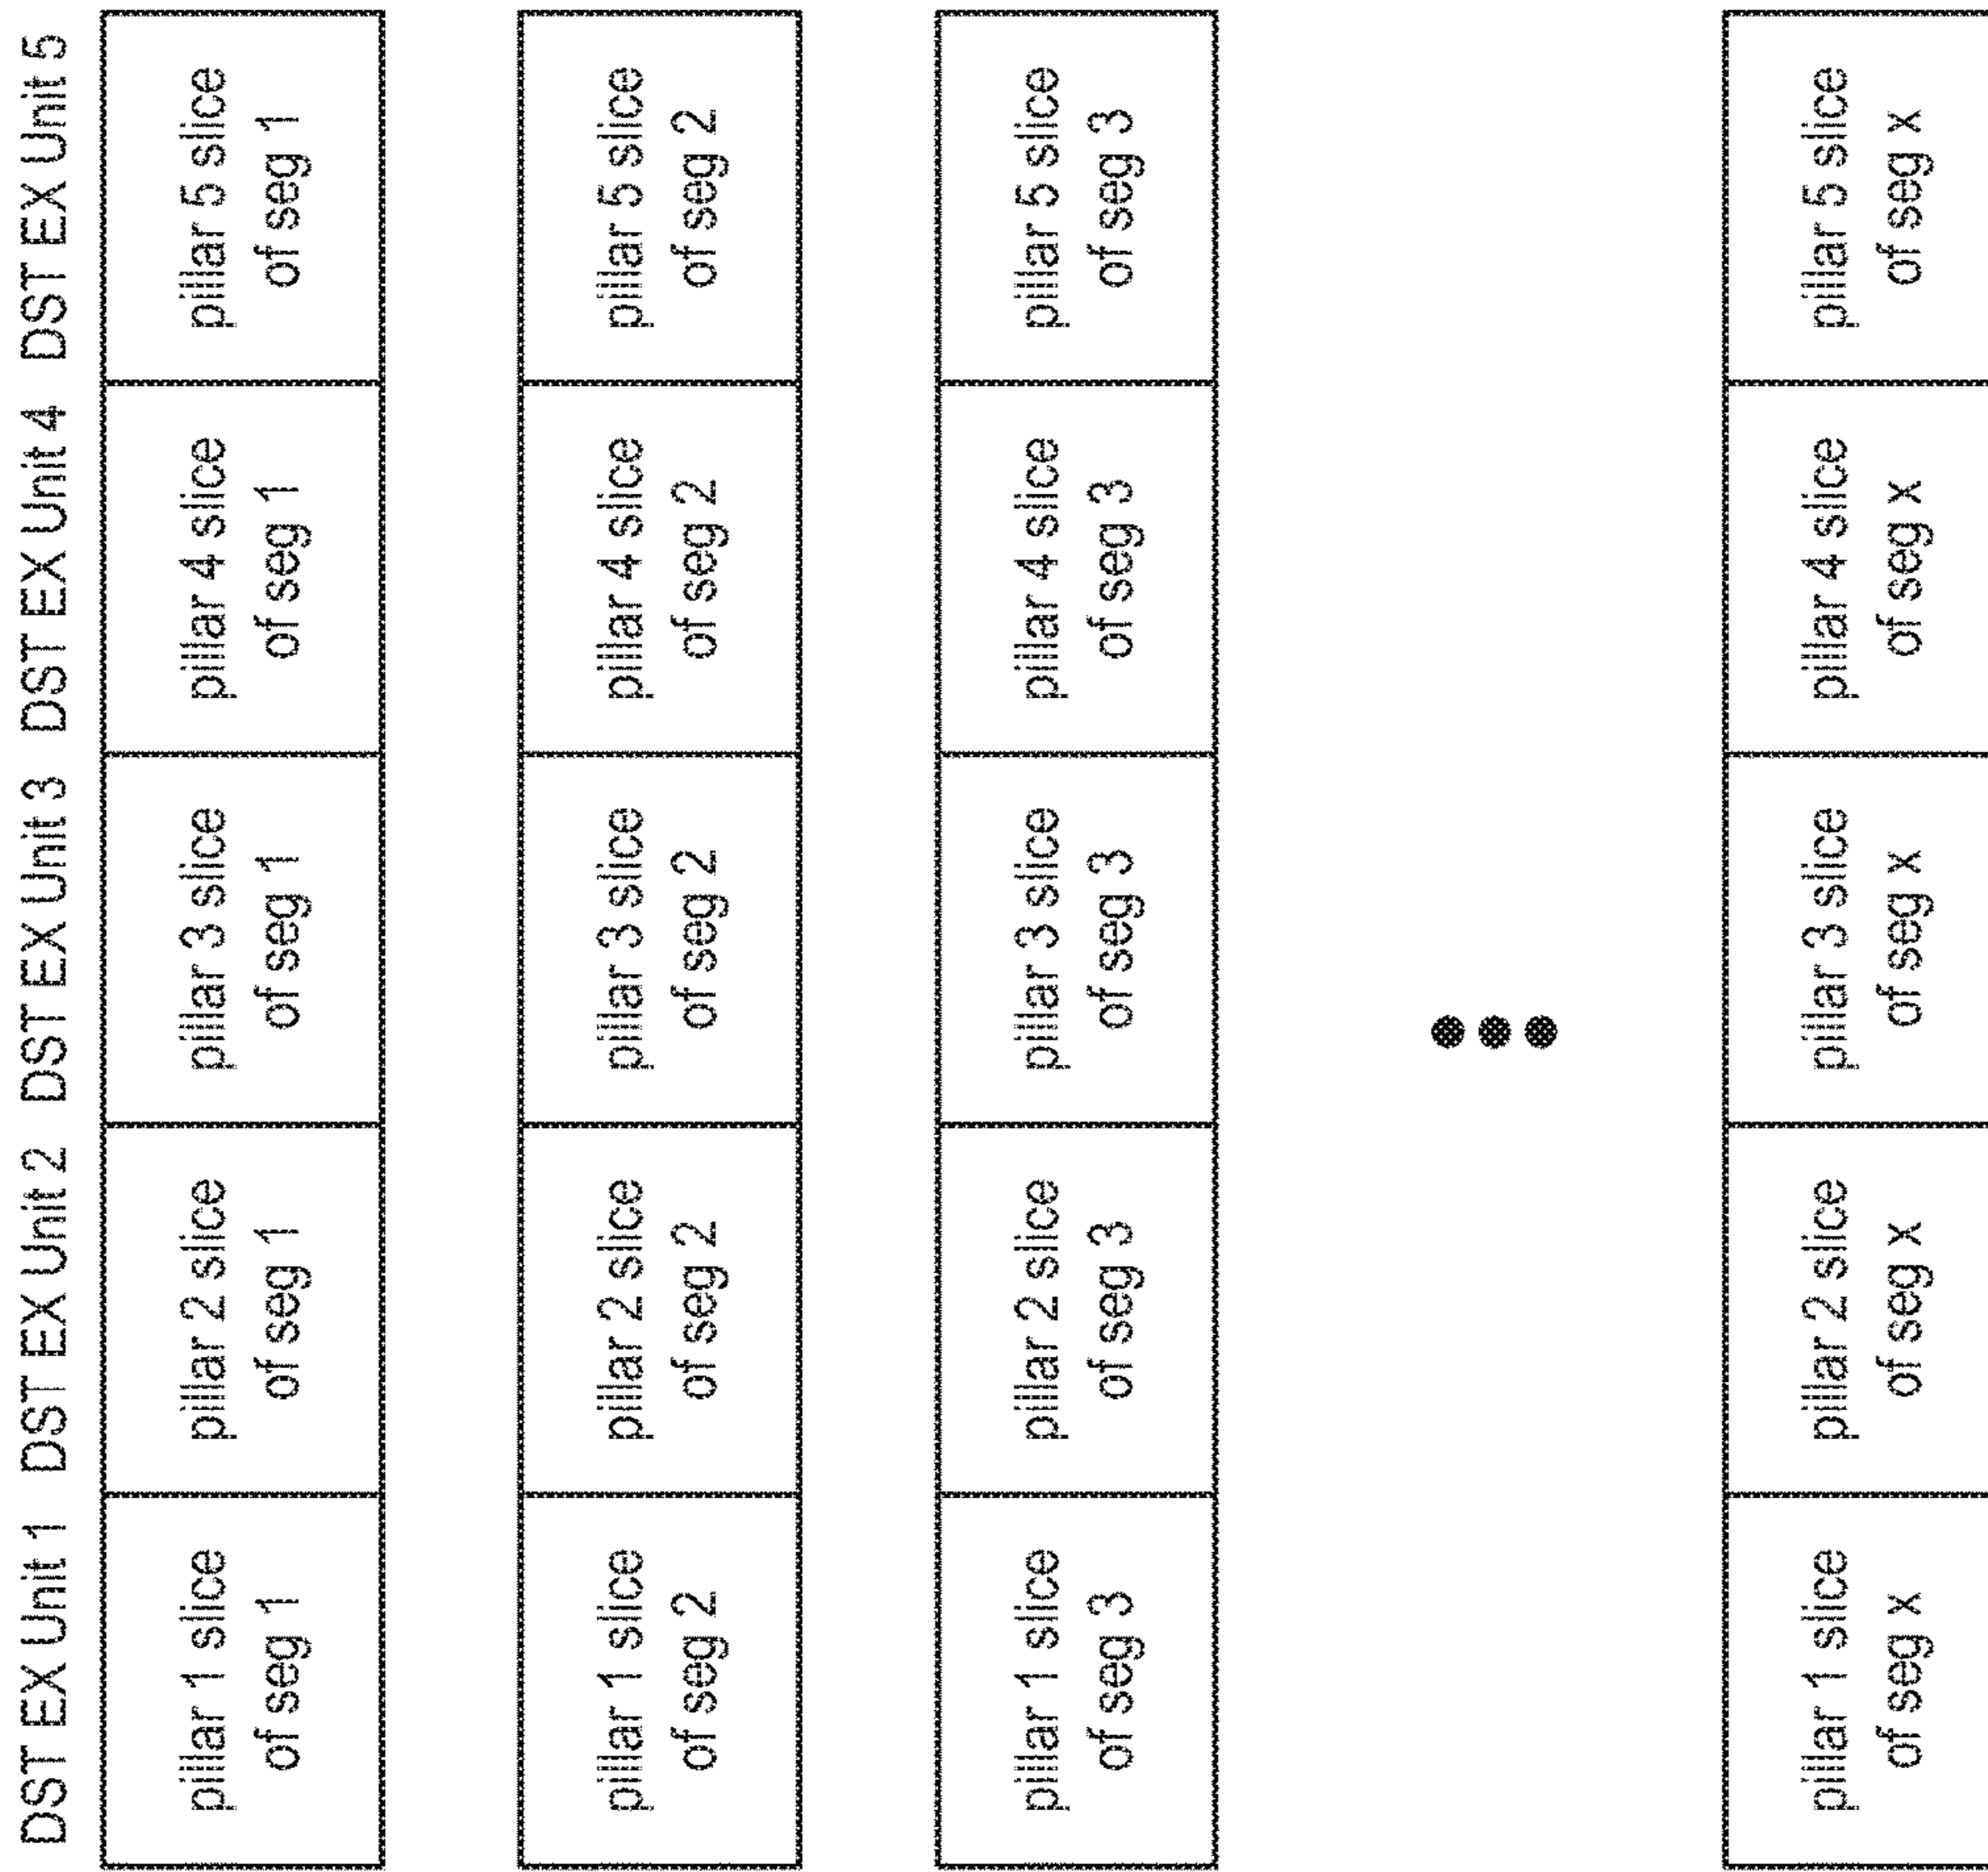 DST EX Unit 1
DST EX Unit 2
DST EX Unit 3
DST EX Unit 4
DST EX Unit 5
pillar 1 slice
of seg 1
pillar 2 slice
of seg 1
pillar 3 slice
of seg 1
pillar 4 slice
of seg 1
pillar 5 slice
of seg 1
pillar 1 slice
of seg 2
pillar 2 slice
of seg 2
pillar 3 slice
of seg 2
pillar 4 slice
of seg 2
pillar 5 slice
of seg 2
pillar 1 slice
of seg 3
pillar 2 slice
of seg 3
pillar 3 slice
of seg 3
pillar 4 slice
of seg 3
pillar 5 slice
of seg 3
pillar 1 slice
of seg x
pillar 2 slice
of seg x
pillar 3 slice
of seg x
pillar 4 slice
of seg x
pillar 5 slice
of seg x